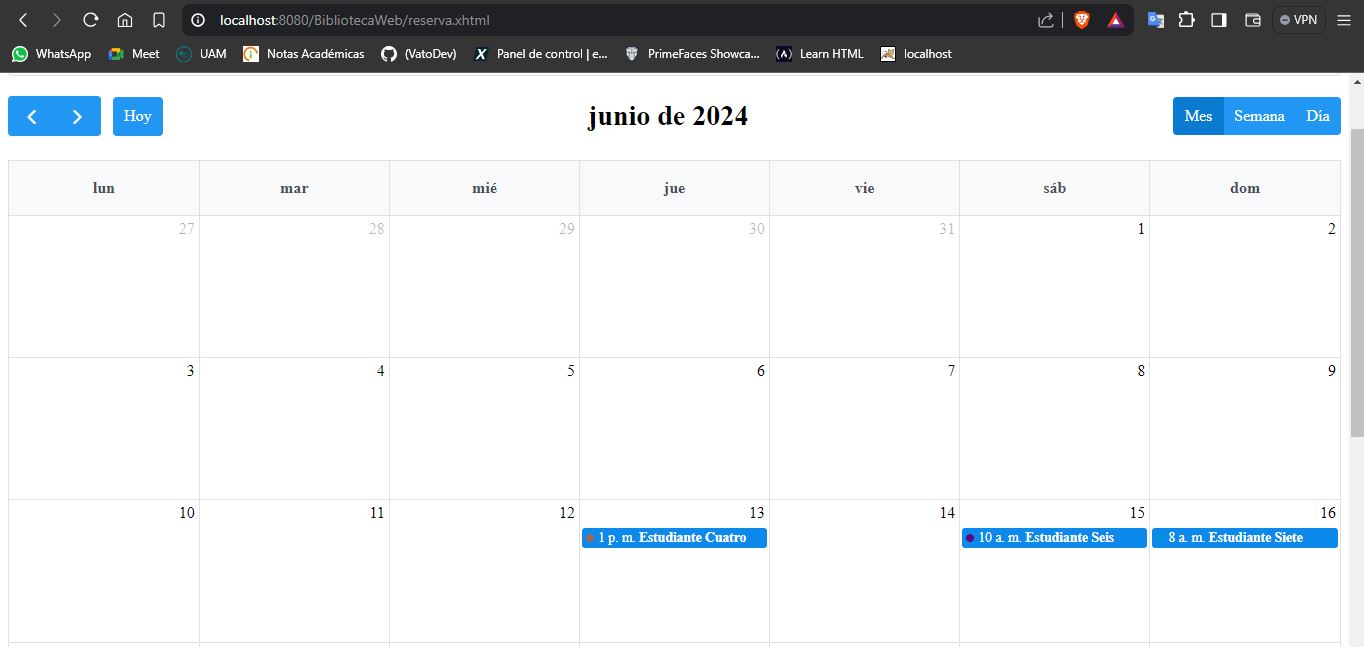 localhost:8080/BibliotecaWeb/reserva.xhtml
VPN
WhatsApp Meet UAM Notas Académicas (VatoDev) Panel de control | e... PrimeFaces Showca... Learn HTML localhost
Hoy junio de 2024 Mes Semana Día
lun mar mié jue vie sáb dom
27 28 29 30 31 1 2
3 4 5 6 7 8 9
10 11 12 13 14 15 16
1 p. m. Estudiante Cuatro 10 a. m. Estudiante Seis 8 a. m. Estudiante Siete